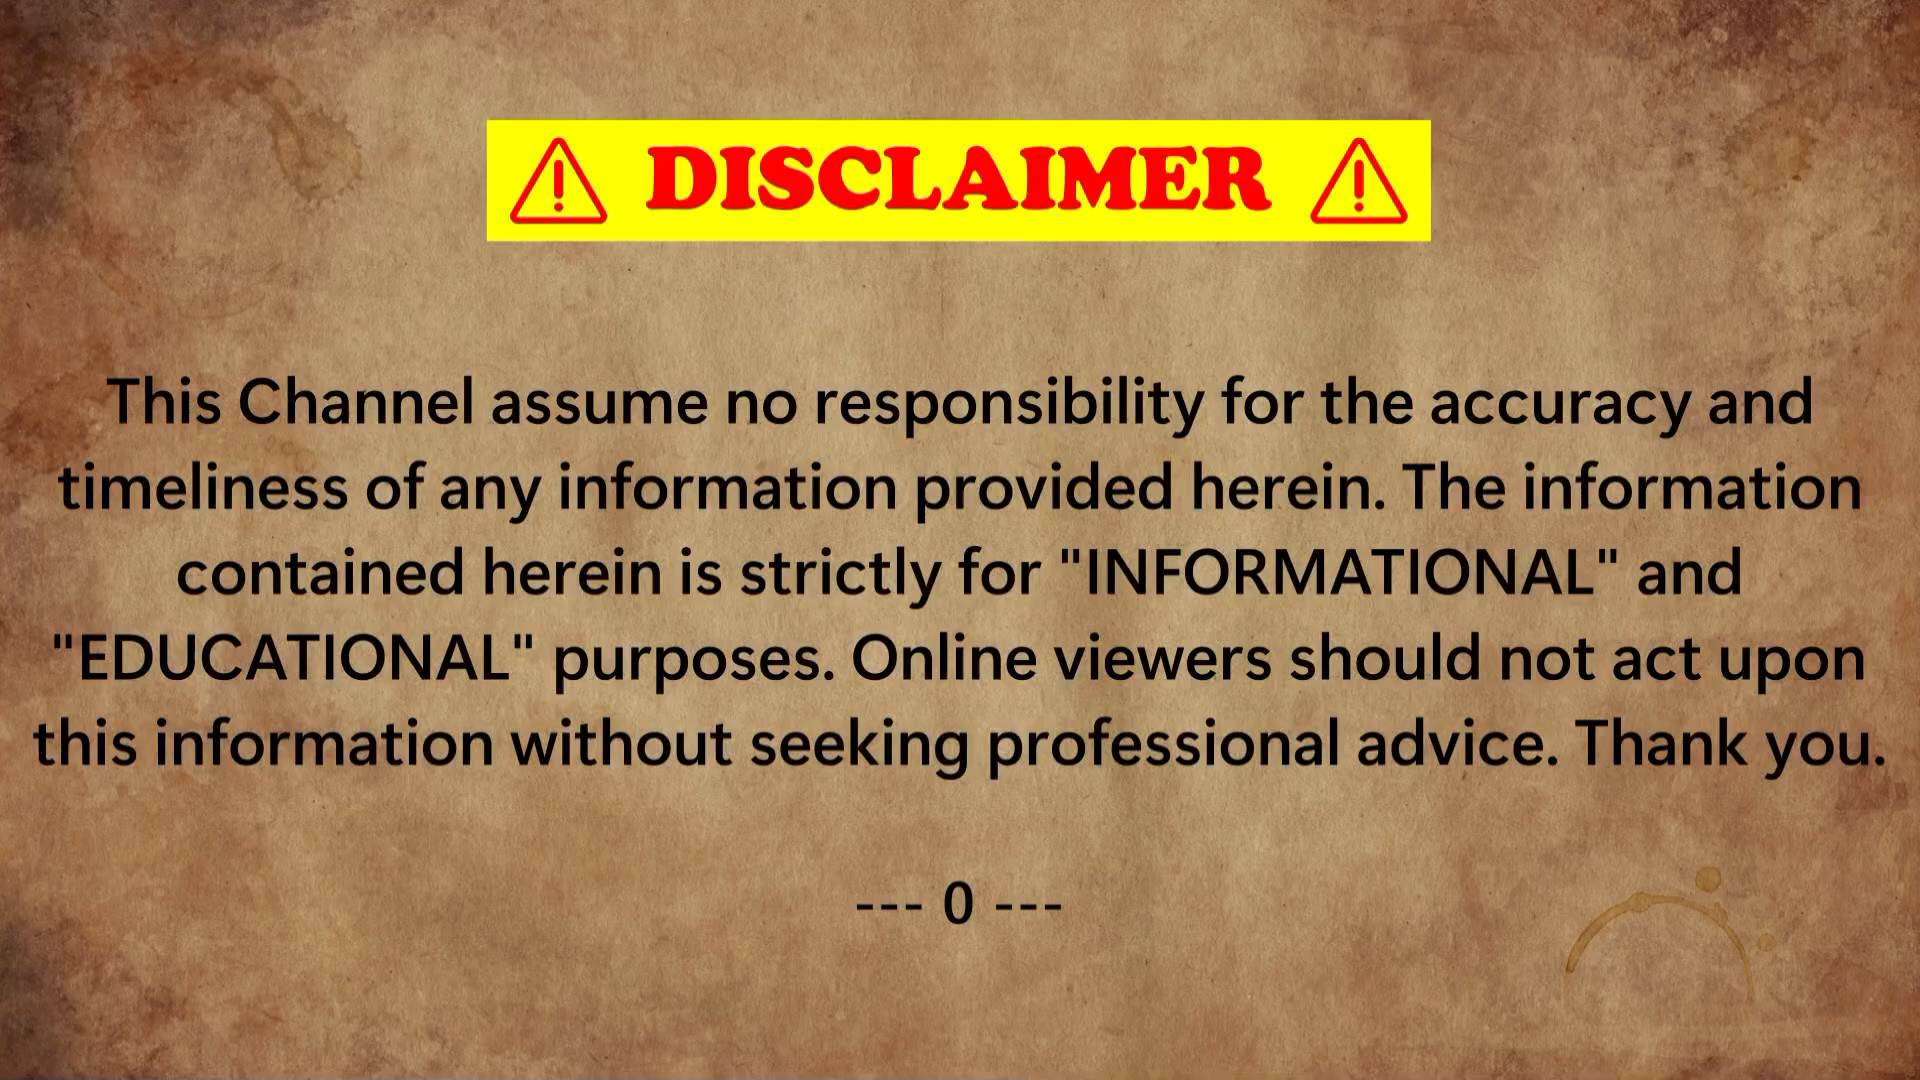 DISCLAIMER
This Channel assume no responsibility for the accuracy and
timeliness of any information provided herein. The information
contained herein is strictly for "INFORMATIONAL" and
"EDUCATIONAL" purposes. Online viewers should not act upon
this information without seeking professional advice. Thank you.
--- 0 ---